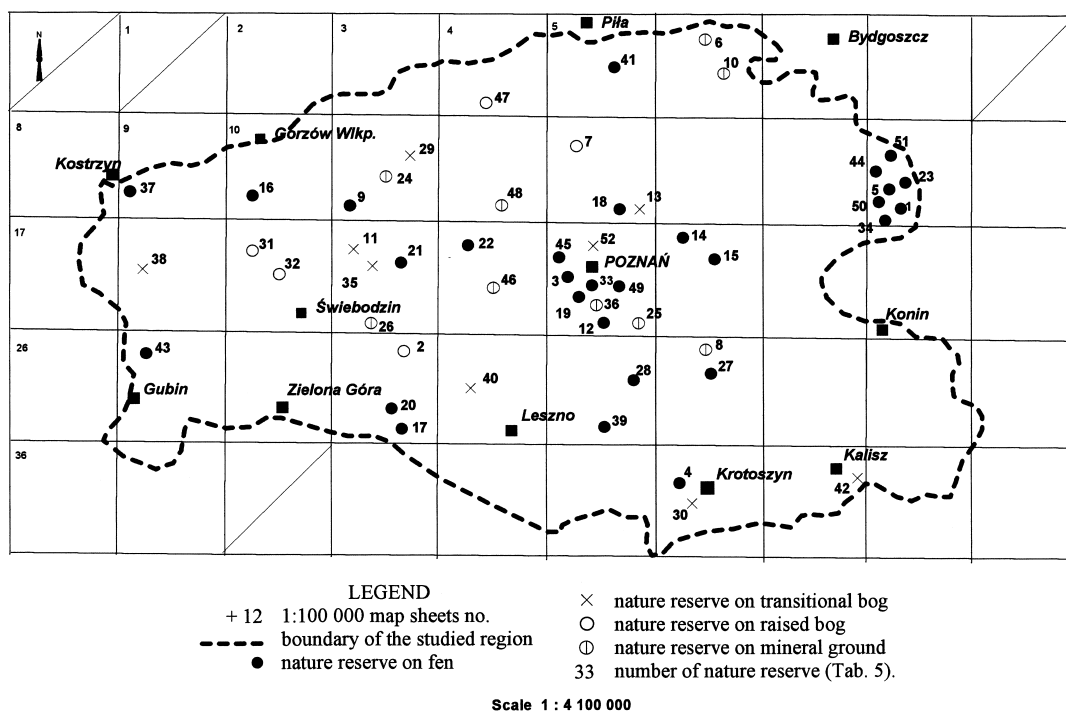 N
1 2 3 4 5 Piła
6 Bydgoszcz
41
10
47
8 9 10 Górzów Wlkp.
7
51
29
Kostrzyn
44
24
37 16 9 48 18 13 5 23
50 1
34
17
31 11 21 22 45 52 14
38 32 35 POZNAŃ 15
3 33 49
46
19 36
Świebodzin
26 12 25 Konin
26
43 2 8
40 28 27
Gubin Zielona Góra
20 Leszno
17 39
36
4 Krotoszyn Kalisz
42
30
LEGEND
+ 12 1:100 000 map sheets no.
boundary of the studied region
nature reserve on fen
nature reserve on transitional bog
nature reserve on raised bog
nature reserve on mineral ground
33 number of nature reserve (Tab. 5).
Scale 1 : 4 100 000